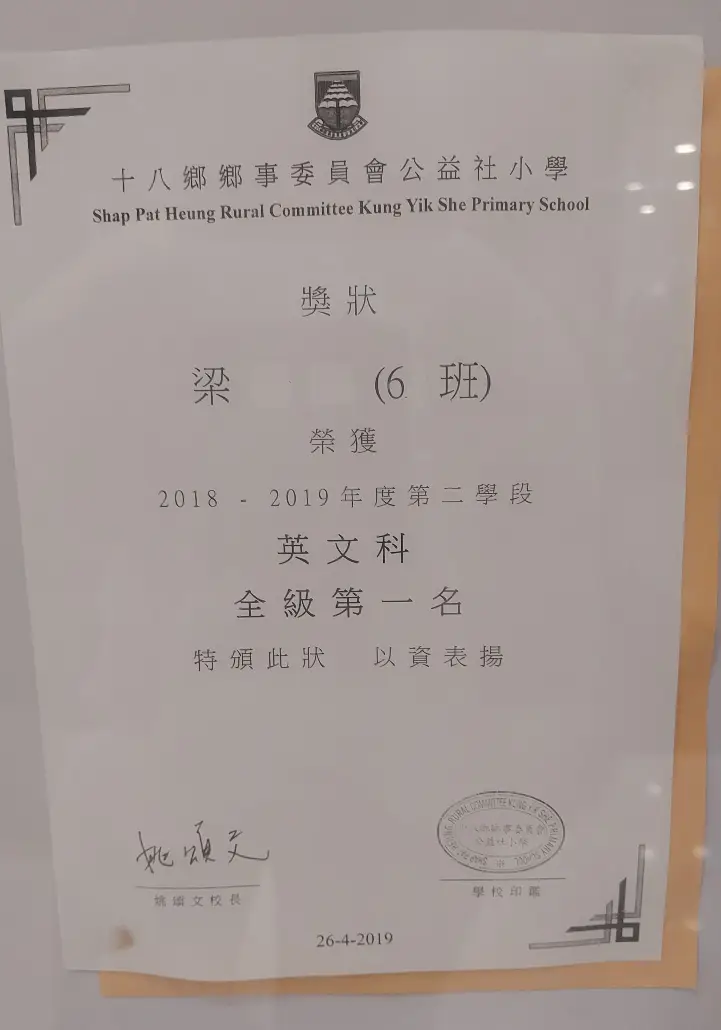 十八鄉鄉事委員會公益社小學
Shap Pat Heung Rural Committee Kung Yik She Primary School
獎狀
梁 (6 班)
榮獲
2018 - 2019年度第二學段
英文科
全級第一名
特頒此狀 以資表揚
姚頌文
姚頌文校長
SHAP PAT HEUNG RURAL COMMITTEE KUNG YIK SHE PRIMARY SCHOOL
十八鄉鄉事委員會
公益社小學
學校印鑑
26-4-2019